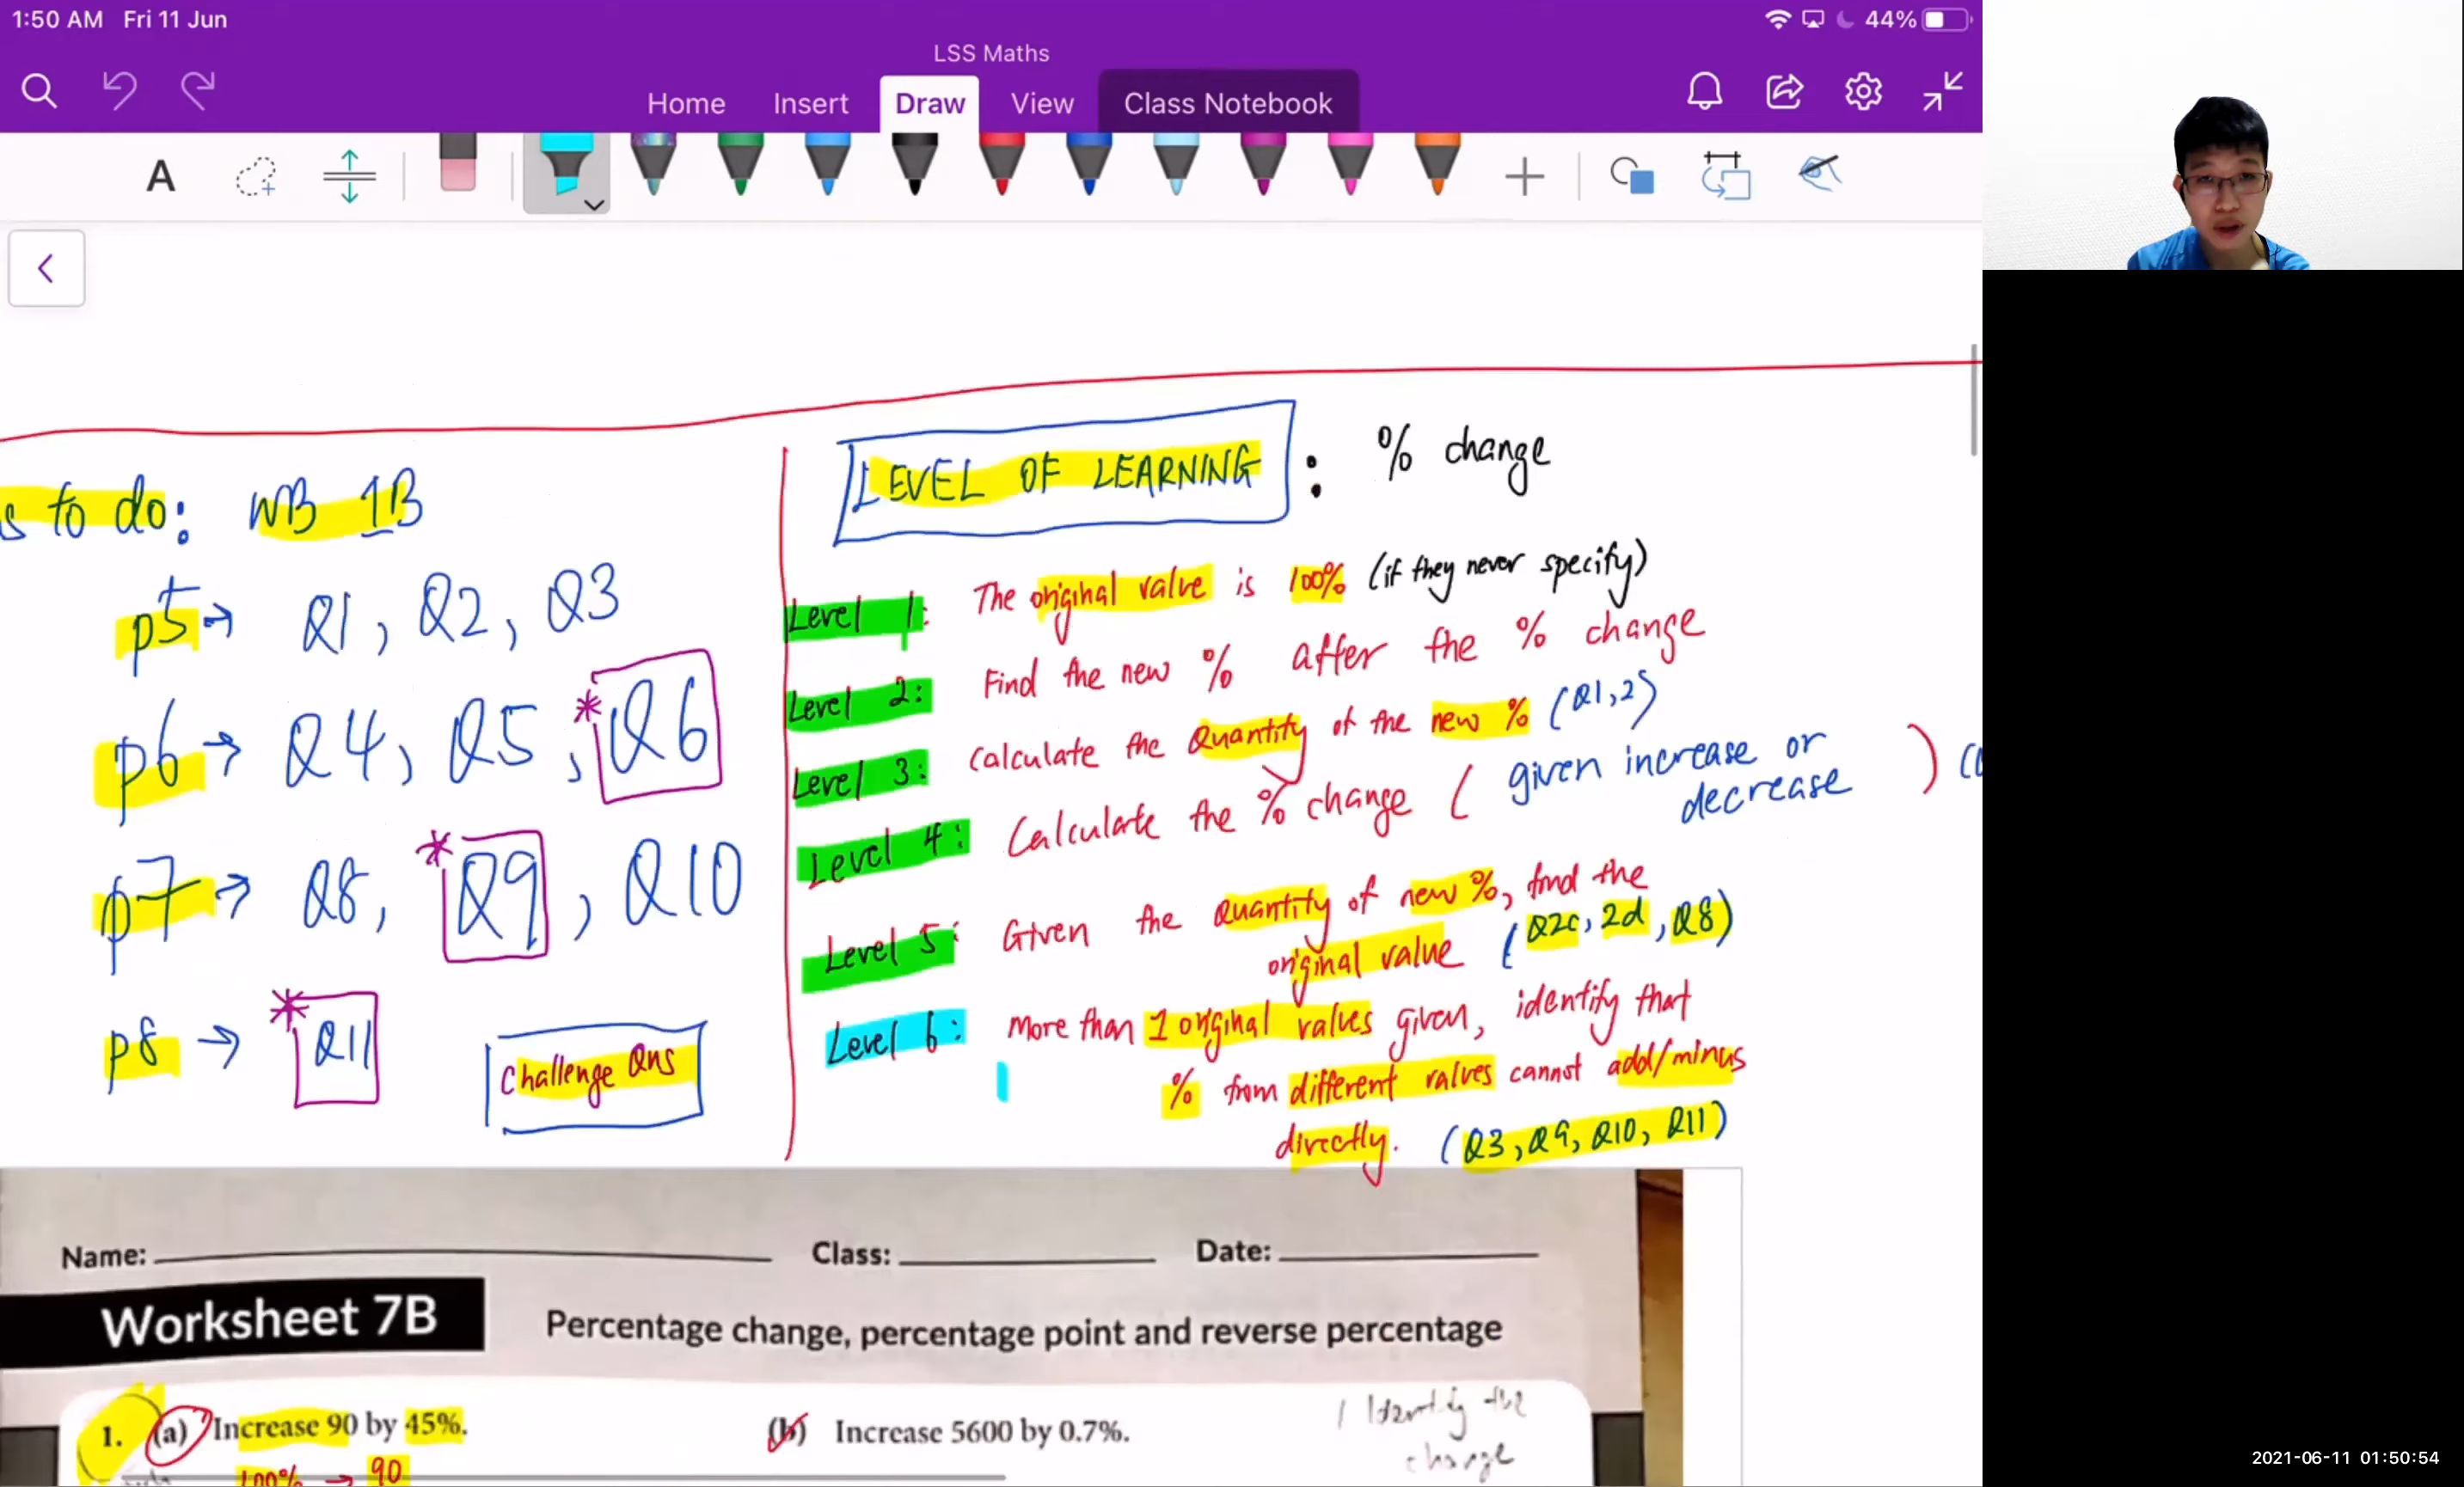 1:50 AM Fri 11 Jun
44%
LSS Maths
Home Insert Draw View Class Notebook
A
s to do: WB 1B
p5→ Q1, Q2, Q3
p6→ Q4, Q5, *Q6
p7→ Q8, *Q9, Q10
p8→ *Q11
Challenge Qns
LEVEL OF LEARNING: % change
Level 1: The original value is 100% (if they never specify)
Level 2: Find the new % after the % change
Level 3: Calculate the Quantity of the new % (Q1,2)
Level 4: Calculate the % change (given increase or decrease)
Level 5: Given the Quantity of new %, find the
original value (Q2c, 2d, Q8)
Level 6: More than 1 original values given, identify that
% from different values cannot add/minus
directly. (Q3, Q9, Q10, Q11)
Name: Class: Date:
Worksheet 7B Percentage change, percentage point and reverse percentage
1. (a) Increase 90 by 45%. (b) Increase 5600 by 0.7%.
1 Identify the
change
100% → 90
2021-06-11 01:50:54